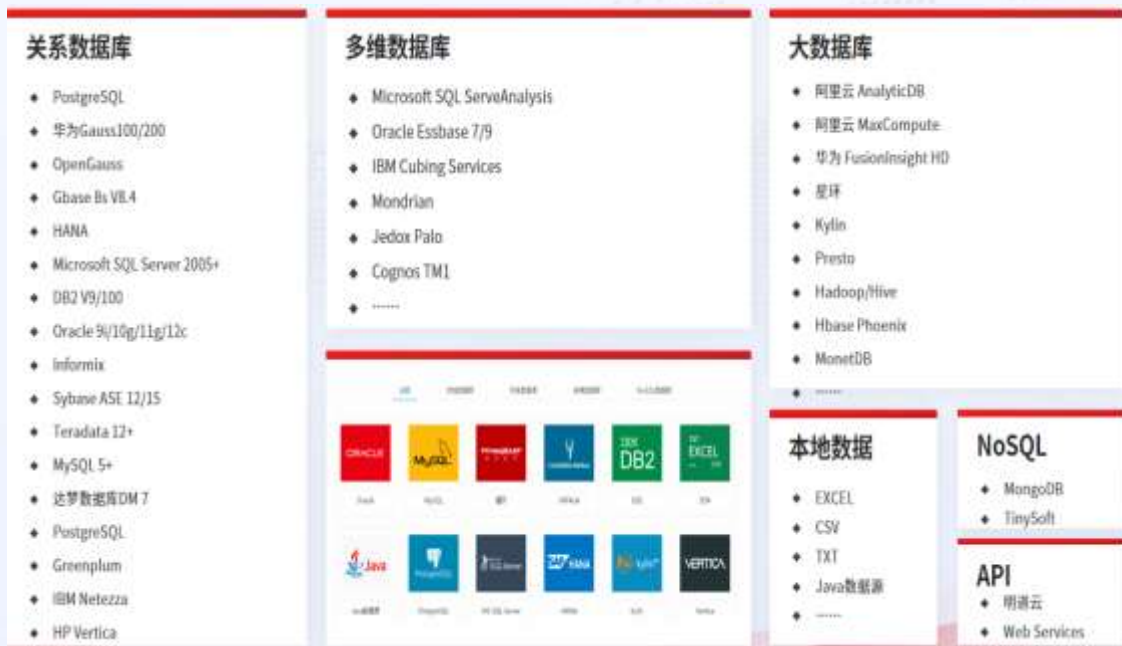 关系数据库
PostgreSQL
华为Gauss100/200
OpenGauss
Gbase 8s V8.4
HANA
Microsoft SQL Server 2005+
DB2 V9/100
Oracle 9i/10g/11g/12c
Informix
Sybase ASE 12/15
Teradata 12+
MySQL 5+
达梦数据库DM 7
PostgreSQL
Greenplum
IBM Netezza
HP Vertica
多维数据库
Microsoft SQL ServeAnalysis
Oracle Essbase 7/9
IBM Cubing Services
Mondrian
Jedox Palo
Cognos TM1
......
ORACLE
MySQL
DB2
EXCEL
Java
PostgreSQL
SQL Server
SAP HANA
kylin
VERTICA
大数据库
阿里云 AnalyticDB
阿里云 MaxCompute
华为 FusionInsight HD
星环
Kylin
Presto
Hadoop/Hive
Hbase Phoenix
MonetDB
......
本地数据
EXCEL
CSV
TXT
Java数据源
......
NoSQL
MongoDB
TinySoft
API
明道云
Web Services